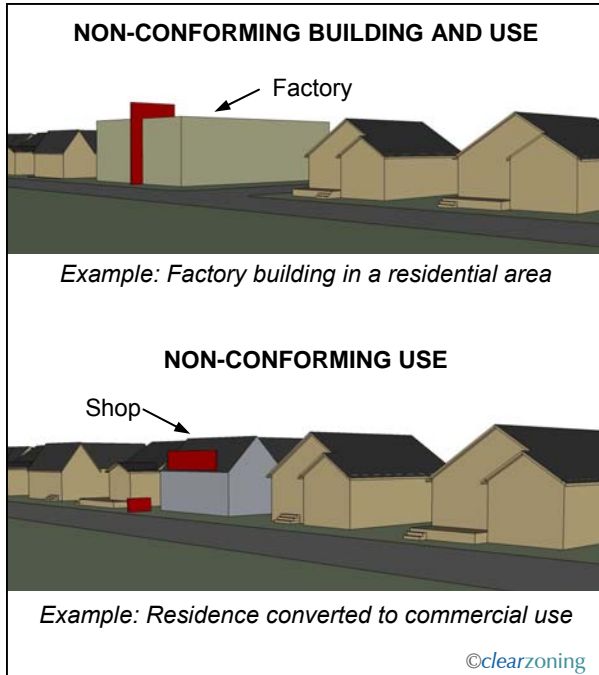 NON-CONFORMING BUILDING AND USE
Factory
Example: Factory building in a residential area
NON-CONFORMING USE
Shop
Example: Residence converted to commercial use
©clearzoning